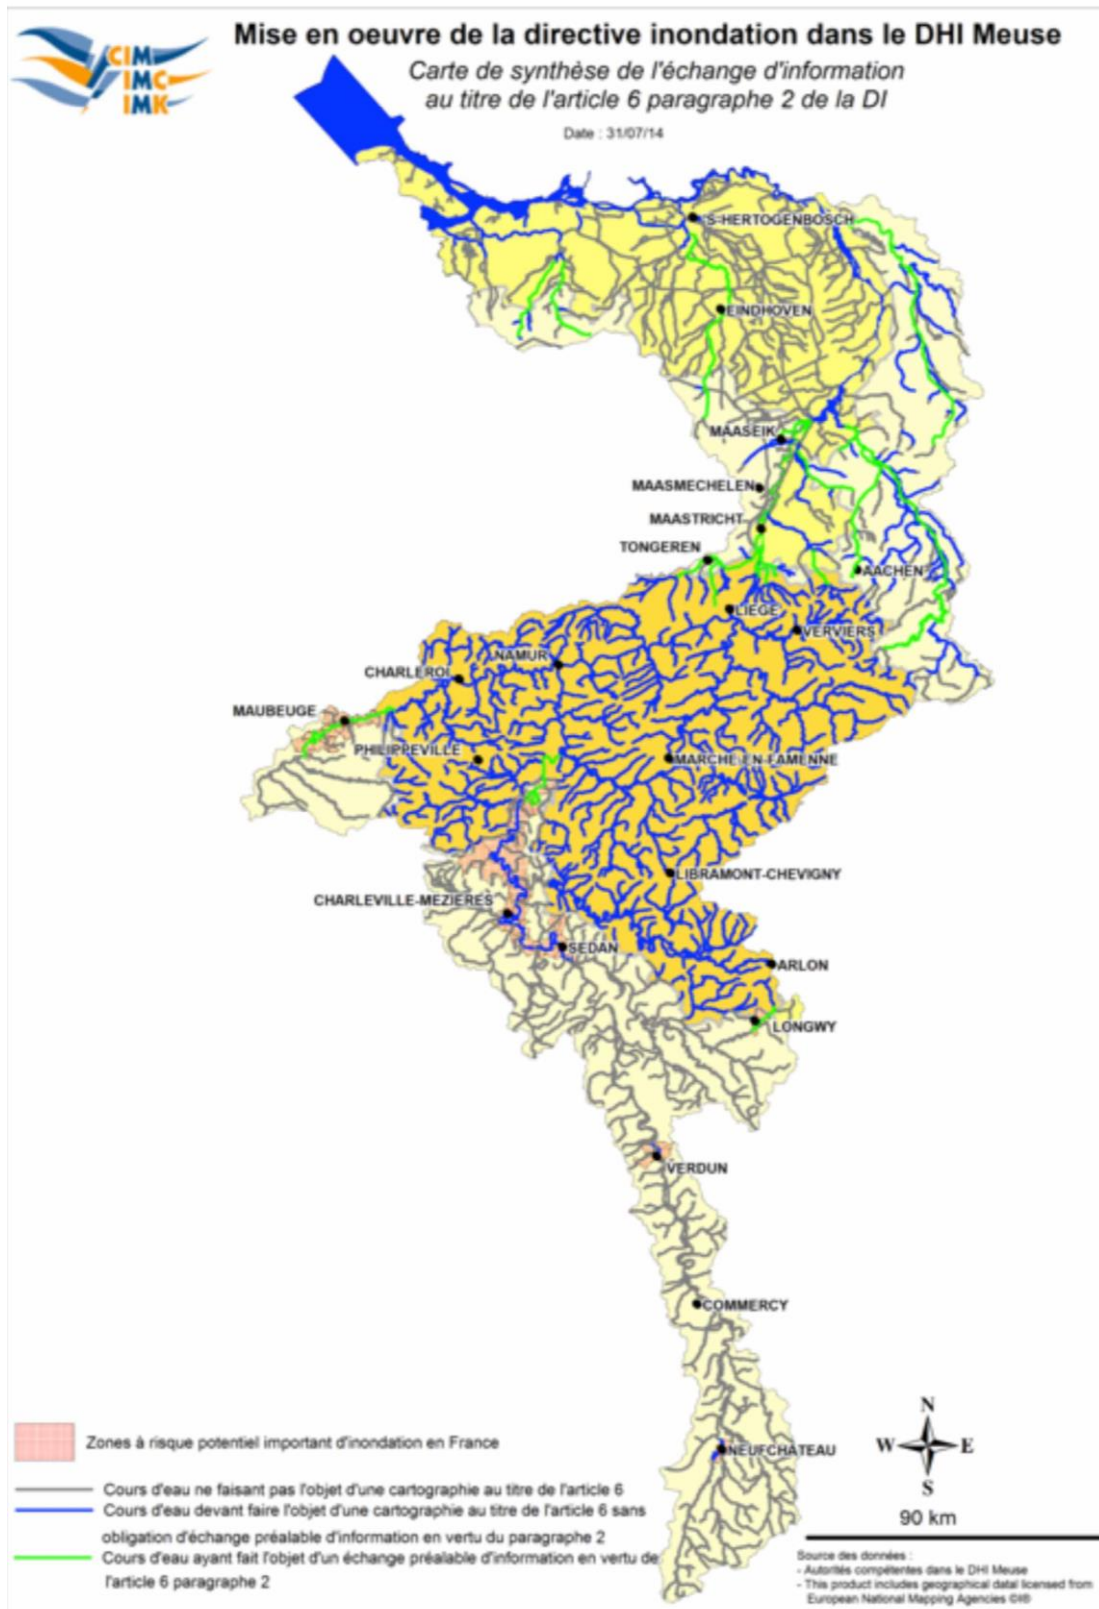 CIM
IMC
IMK
Mise en oeuvre de la directive inondation dans le DHI Meuse
Carte de synthèse de l'échange d'information
au titre de l'article 6 paragraphe 2 de la DI
Date : 31/07/14
'S-HERTOGENBOSCH
EINDHOVEN
MAASEIK
MAASMECHELEN
MAASTRICHT
TONGEREN
AACHEN
LIEGE
VERVIERS
NAMUR
CHARLEROI
MAUBEUGE
PHILIPPEVILLE
MARCHE-EN-FAMENNE
LIBRAMONT-CHEVIGNY
CHARLEVILLE-MEZIERES
SEDAN
ARLON
LONGWY
VERDUN
COMMERCY
NEUFCHÂTEAU
N
W E
S
90 km
Zones à risque potentiel important d'inondation en France
Cours d'eau ne faisant pas l'objet d'une cartographie au titre de l'article 6
Cours d'eau devant faire l'objet d'une cartographie au titre de l'article 6 sans
obligation d'échange préalable d'information en vertu du paragraphe 2
Cours d'eau ayant fait l'objet d'un échange préalable d'information en vertu de
l'article 6 paragraphe 2
Source des données :
- Autorités compétentes dans le DHI Meuse
- This product includes geographical datal licensed from
European National Mapping Agencies